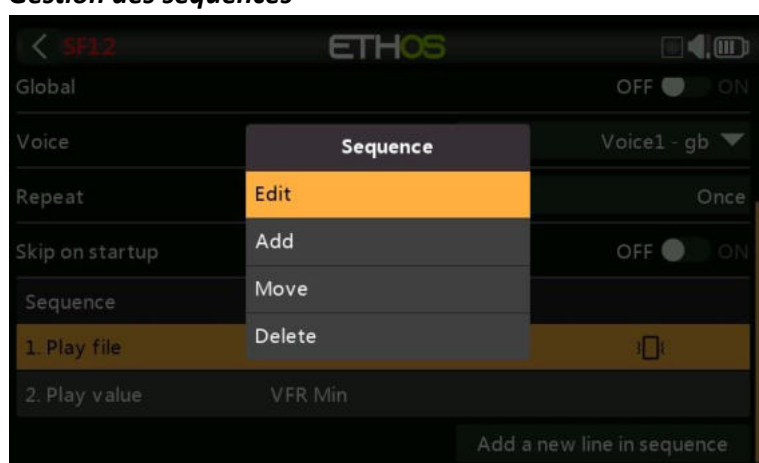 Gestion des séquences
SF12 ETHOS
Global OFF ON
Voice Voice1 - gb
Repeat Once
Skip on startup OFF ON
Sequence
Edit
Add
Move
Delete
Sequence
1. Play file
2. Play value VFR Min
Add a new line in sequence